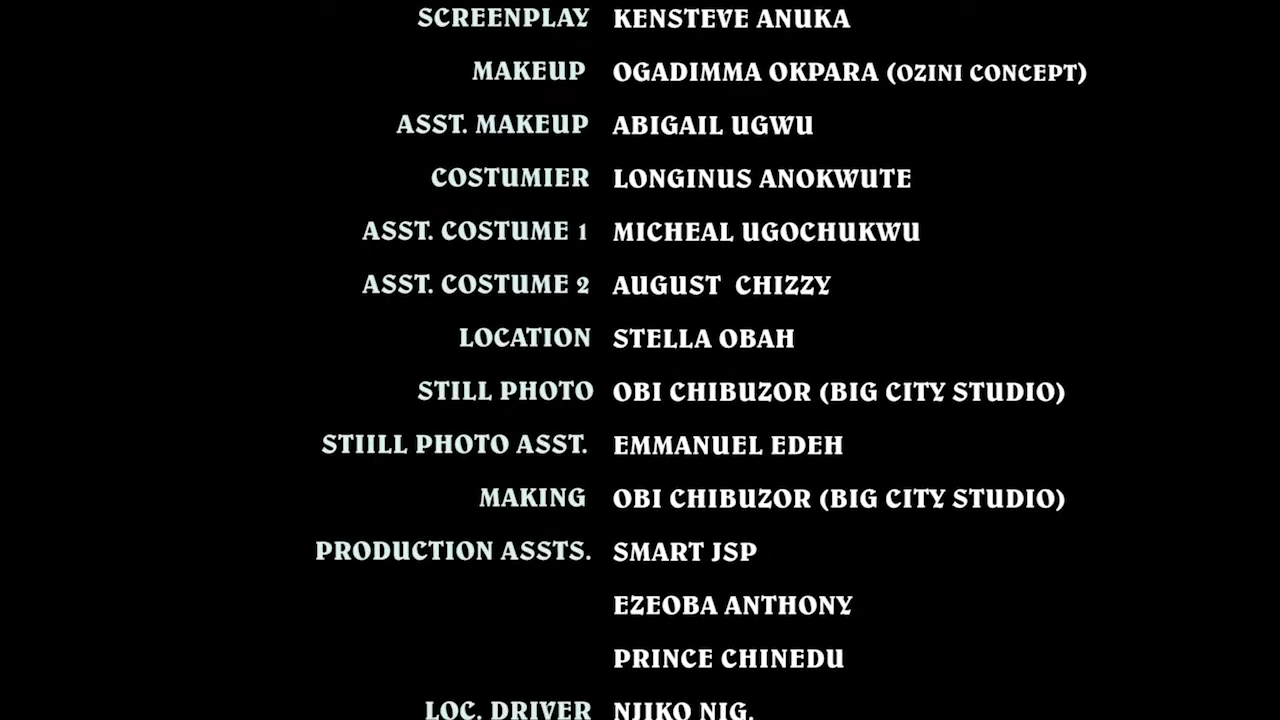 SCREENPLAY KENSTEVE ANUKA
MAKEUP OGADIMMA OKPARA (OZINI CONCEPT)
ASST. MAKEUP ABIGAIL UGWU
COSTUMIER LONGINUS ANOKWUTE
ASST. COSTUME 1 MICHEAL UGOCHUKWU
ASST. COSTUME 2 AUGUST CHIZZY
LOCATION STELLA OBAH
STILL PHOTO OBI CHIBUZOR (BIG CITY STUDIO)
STIILL PHOTO ASST. EMMANUEL EDEH
MAKING OBI CHIBUZOR (BIG CITY STUDIO)
PRODUCTION ASSTS. SMART JSP
EZEOBA ANTHONY
PRINCE CHINEDU
LOC. DRIVER NJIKO NIG.